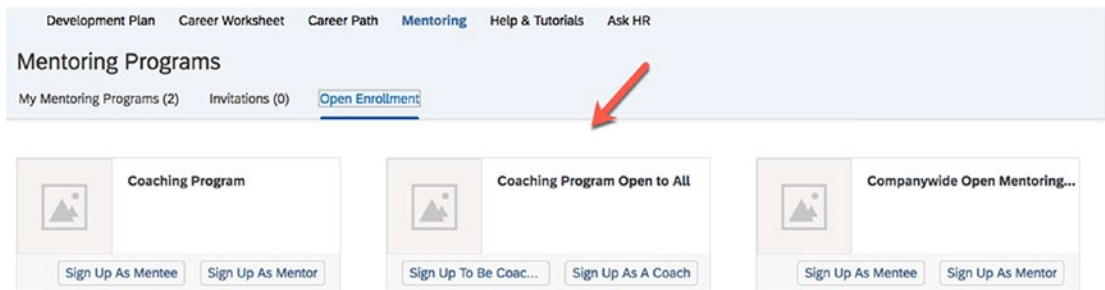 Development Plan Career Worksheet Career Path Mentoring Help & Tutorials Ask HR
Mentoring Programs
My Mentoring Programs (2) Invitations (0) Open Enrollment
Coaching Program Coaching Program Open to All Companywide Open Mentoring...
Sign Up As Mentee Sign Up As Mentor Sign Up To Be Coac... Sign Up As A Coach Sign Up As Mentee Sign Up As Mentor